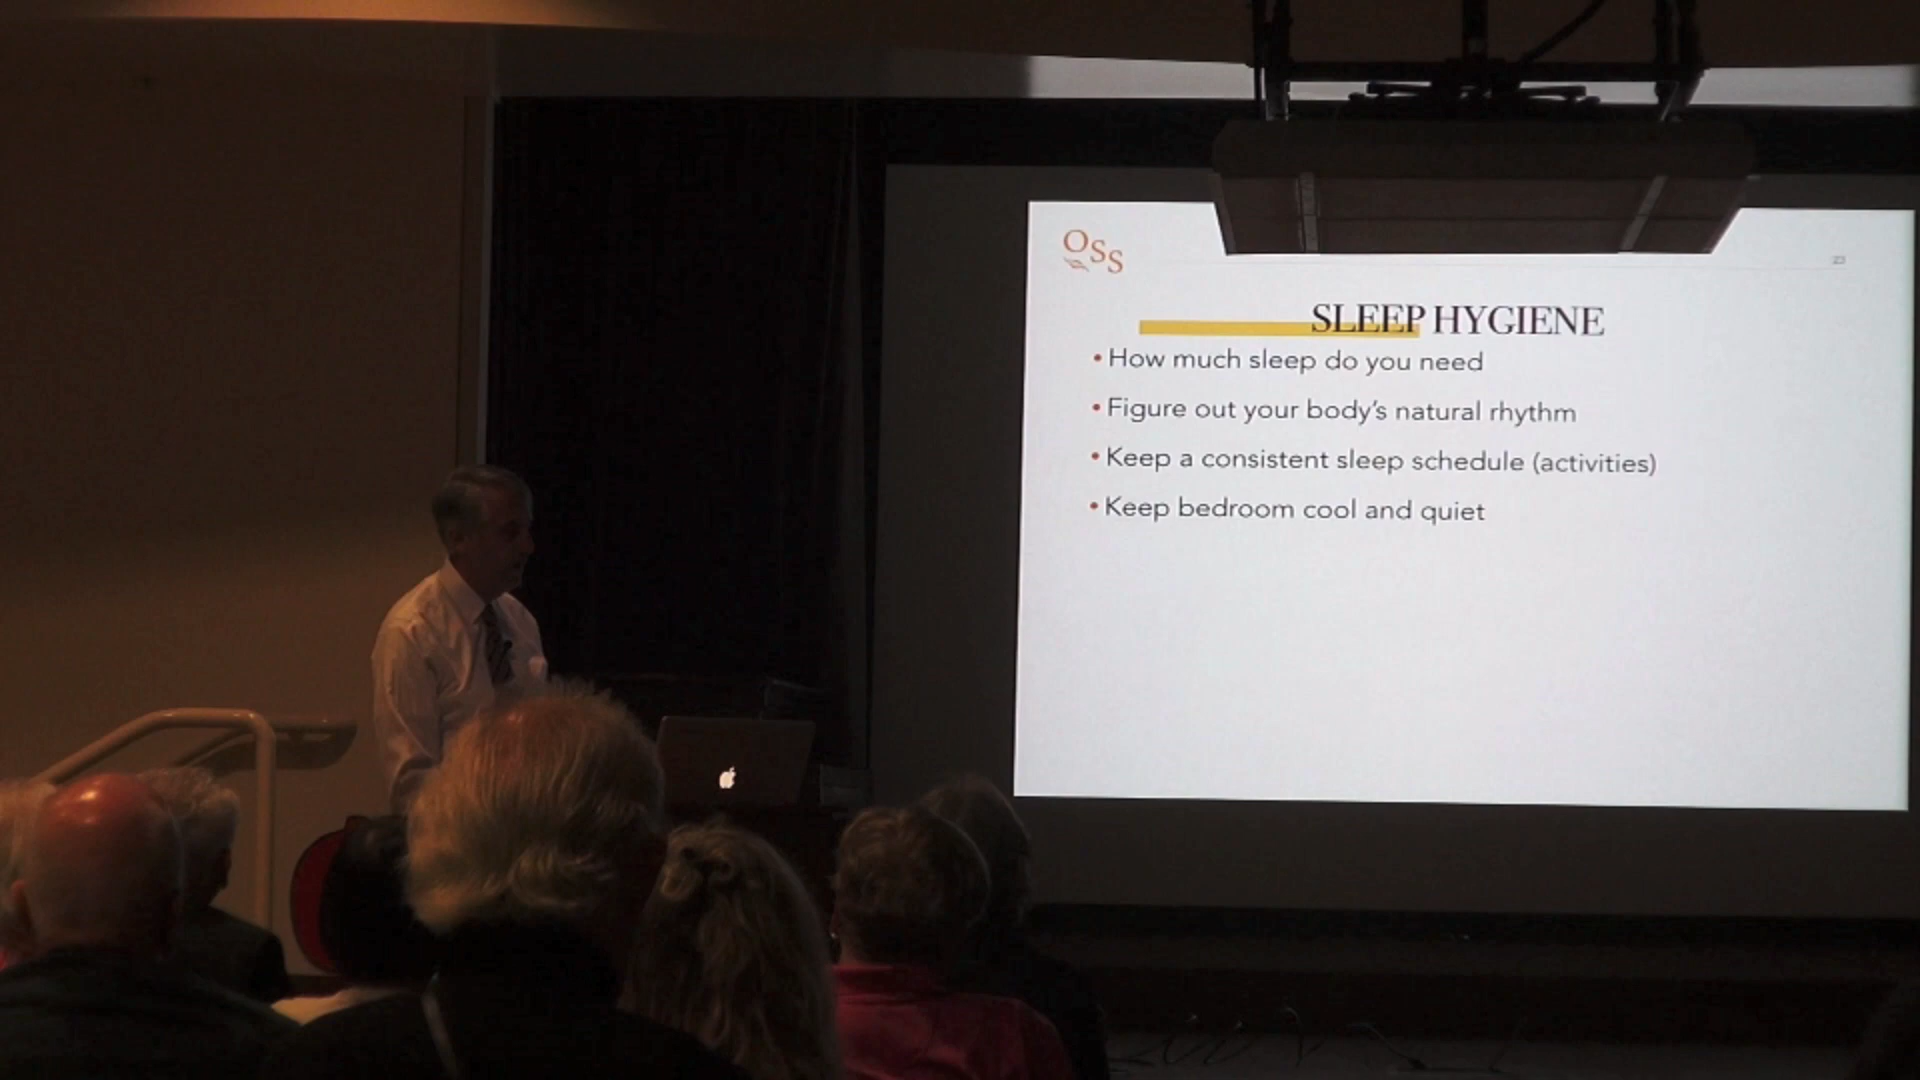 OSS
23
SLEEP HYGIENE
• How much sleep do you need
• Figure out your body's natural rhythm
• Keep a consistent sleep schedule (activities)
• Keep bedroom cool and quiet